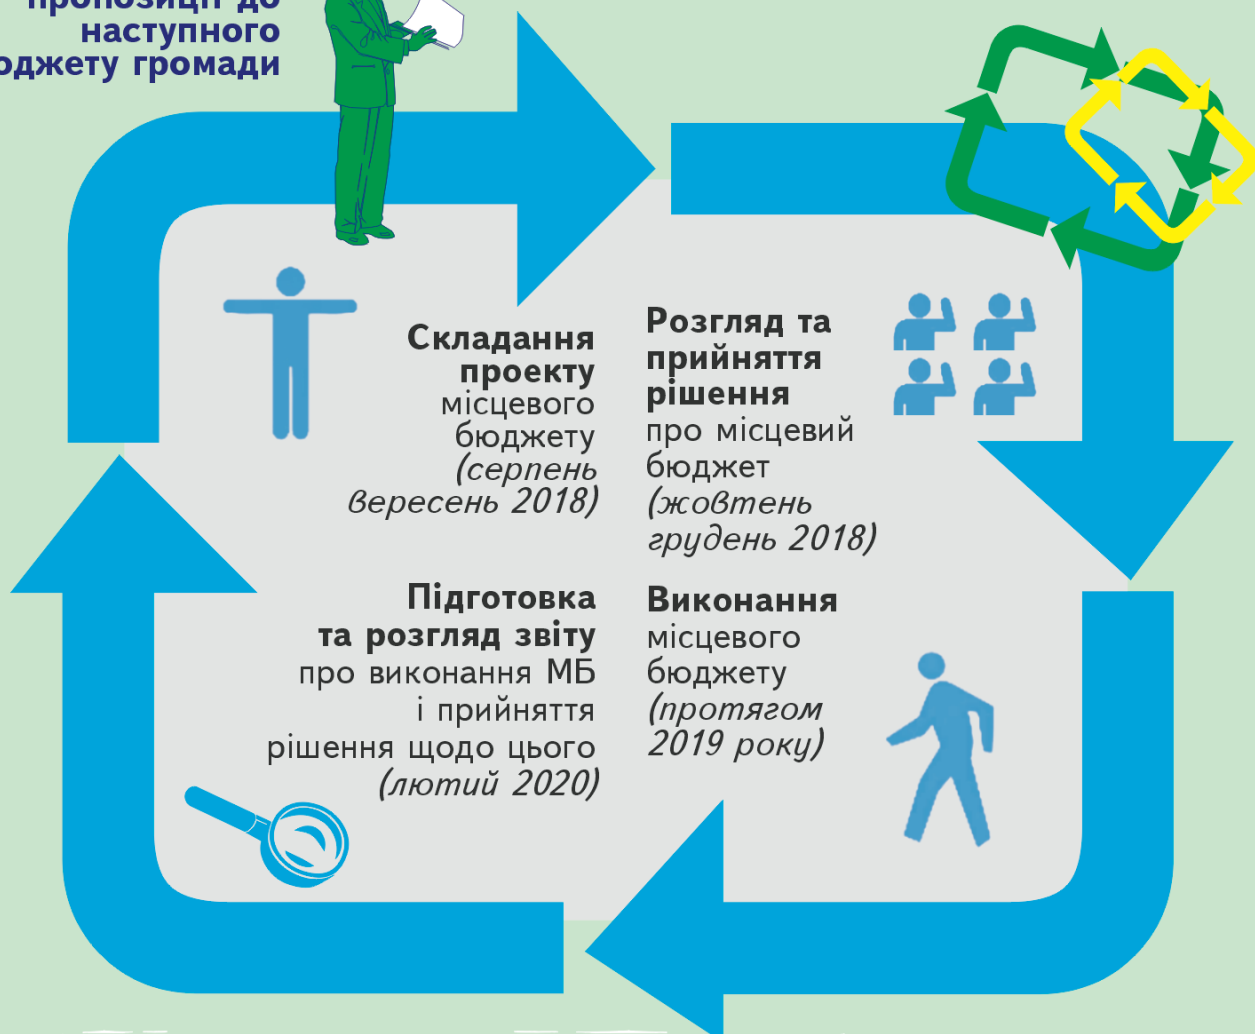 пропозиції до
наступного
бюджету громади
Складання
проекту
місцевого
бюджету
(серпень
вересень 2018)
Розгляд та
прийняття
рішення
про місцевий
бюджет
(жовтень
грудень 2018)
Підготовка
та розгляд звіту
про виконання МБ
і прийняття
рішення щодо цього
(лютий 2020)
Виконання
місцевого
бюджету
(протягом
2019 року)